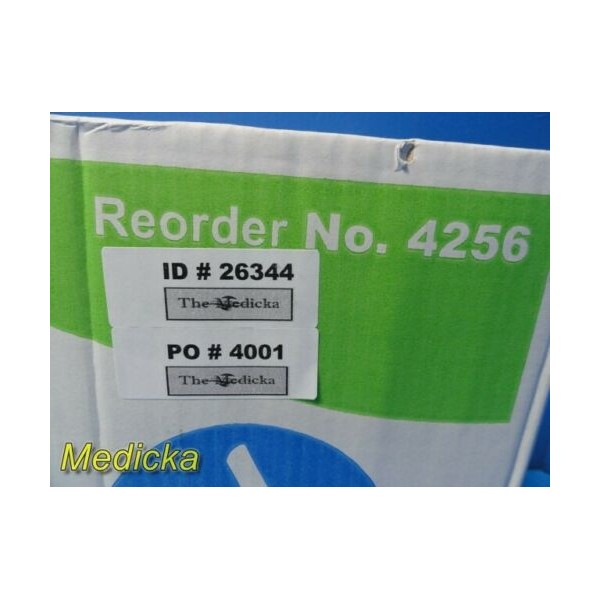 Reorder No. 4256
ID # 26344
The Medicka
PO # 4001
The Medicka
Medicka